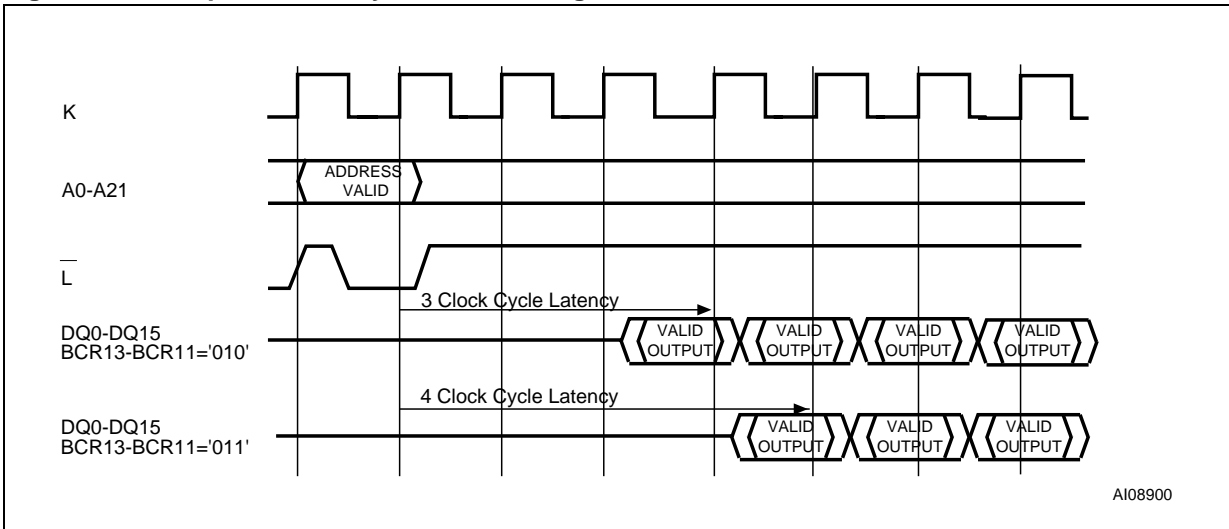 K
A0-A21
ADDRESS
VALID
L
3 Clock Cycle Latency
DQ0-DQ15
BCR13-BCR11='010'
VALID
OUTPUT
VALID
OUTPUT
VALID
OUTPUT
VALID
OUTPUT
4 Clock Cycle Latency
DQ0-DQ15
BCR13-BCR11='011'
VALID
OUTPUT
VALID
OUTPUT
VALID
OUTPUT
AI08900